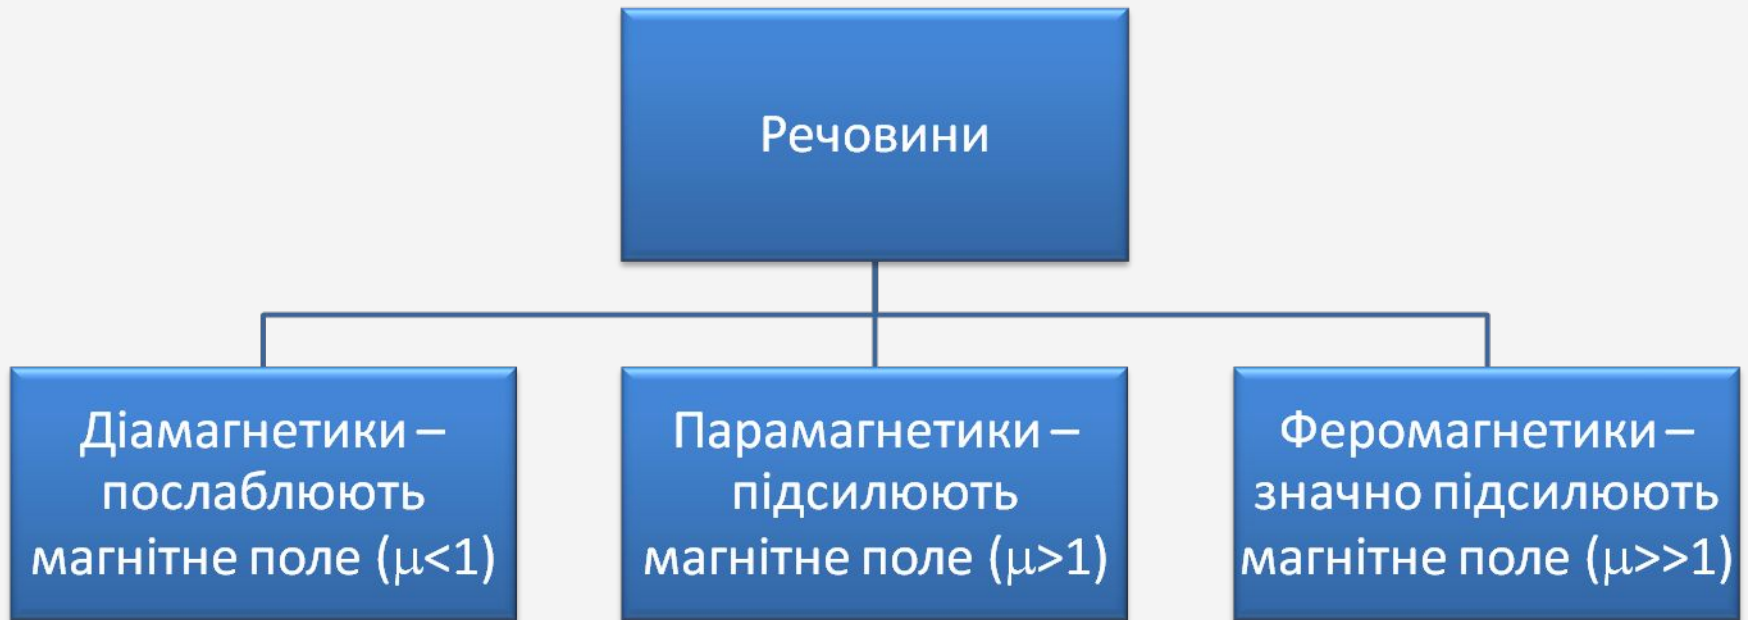 Речовини
Діамагнетики –
послаблюють
магнітне поле (μ<1)
Парамагнетики –
підсилюють
магнітне поле (μ>1)
Феромагнетики –
значно підсилюють
магнітне поле (μ>>1)